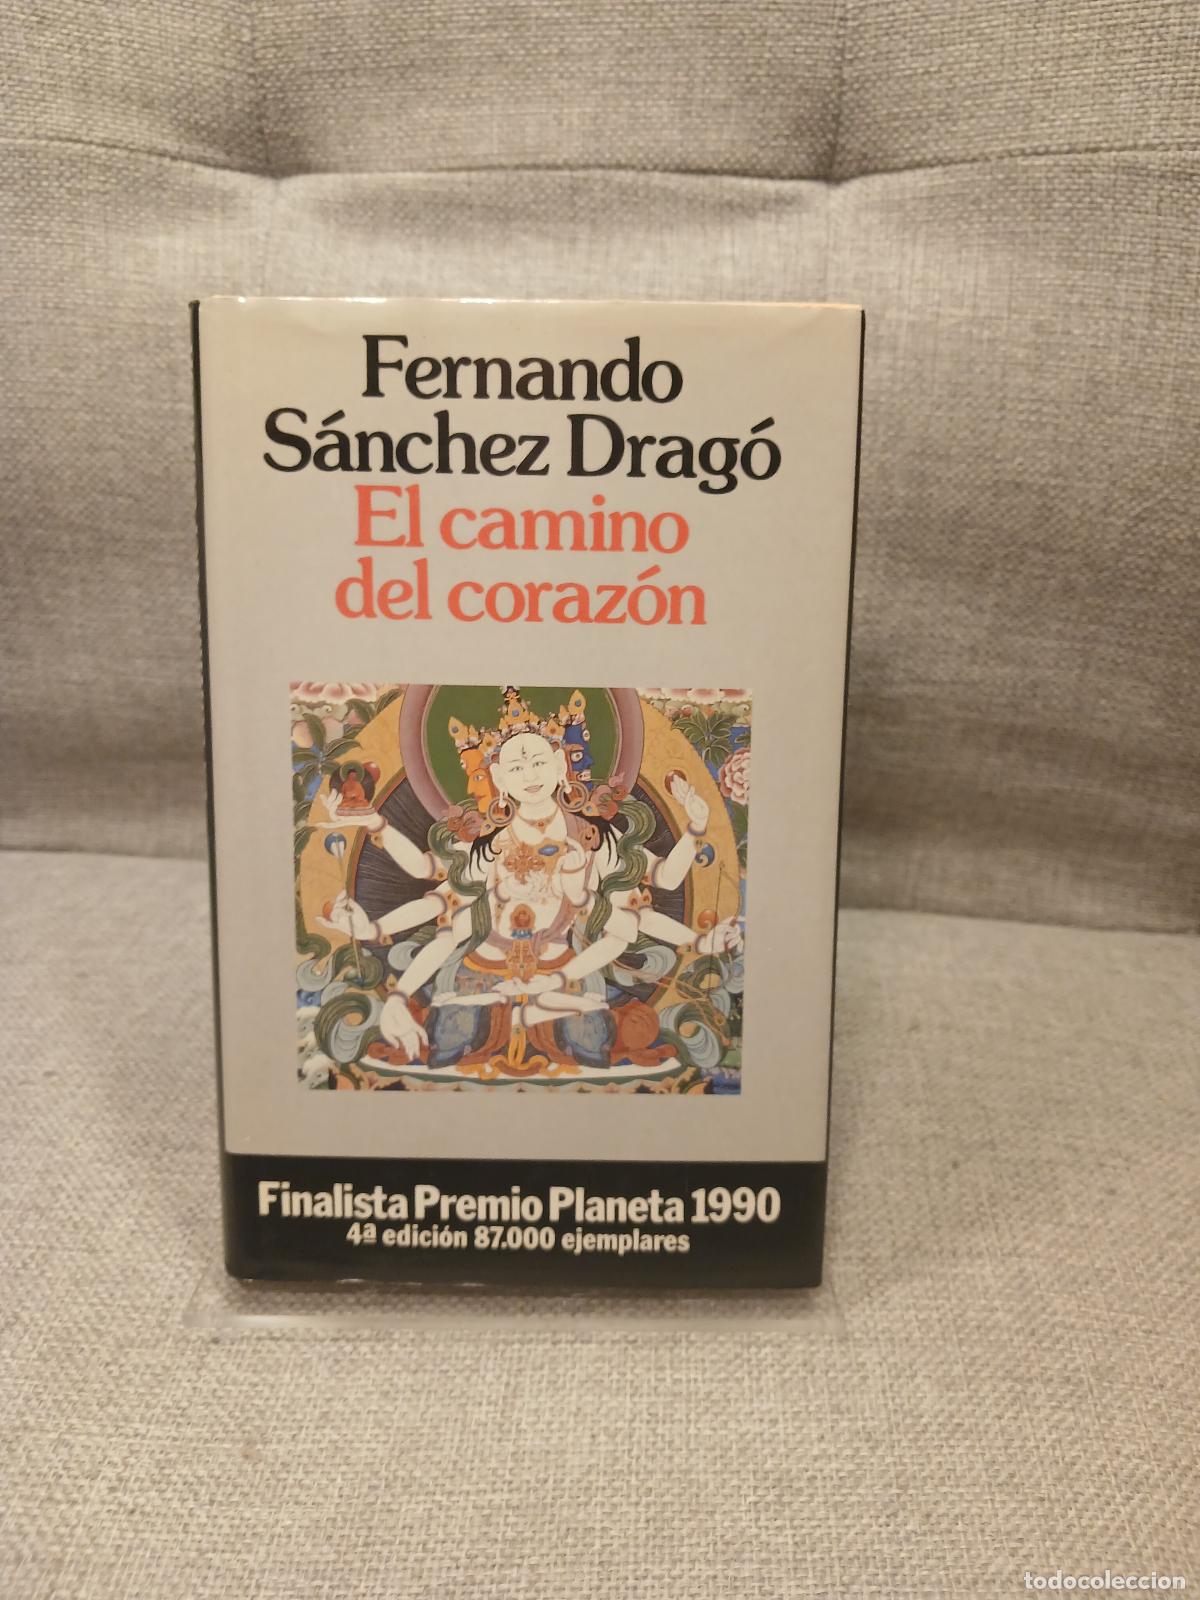 Fernando
Sánchez Dragó
El camino
del corazón
Finalista Premio Planeta 1990
4ª edición 87.000 ejemplares
todocoleccion